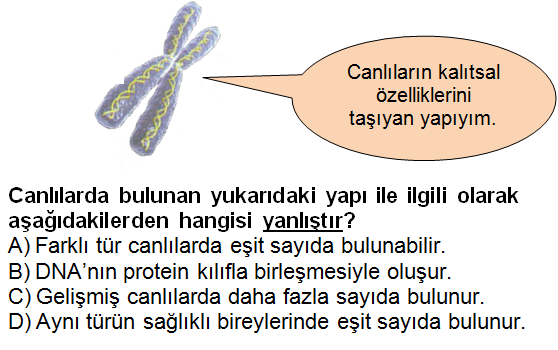 Canlıların kalıtsal
özelliklerini
taşıyan yapıyım.
Canlılarda bulunan yukarıdaki yapı ile ilgili olarak
aşağıdakilerden hangisi yanlıştır?
A) Farklı tür canlılarda eşit sayıda bulunabilir.
B) DNA’nın protein kılıfla birleşmesiyle oluşur.
C) Gelişmiş canlılarda daha fazla sayıda bulunur.
D) Aynı türün sağlıklı bireylerinde eşit sayıda bulunur.